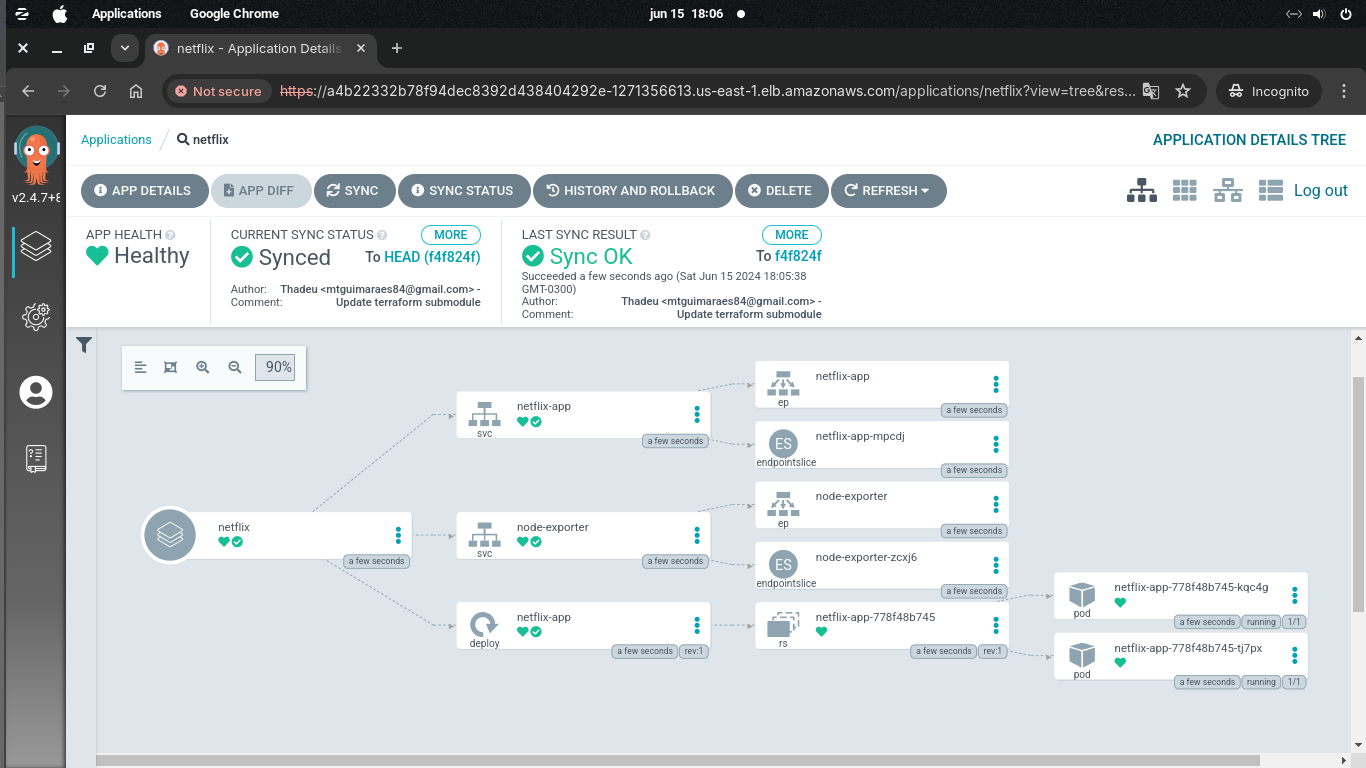 Applications Google Chrome jun 15 18:06
netflix - Application Details
Not secure https://a4b22332b78f94dec8392d438404292e-1271356613.us-east-1.elb.amazonaws.com/applications/netflix?view=tree&res... Incognito
Applications / netflix APPLICATION DETAILS TREE
v2.4.7+8
APP DETAILS APP DIFF SYNC SYNC STATUS HISTORY AND ROLLBACK DELETE REFRESH Log out
APP HEALTH
Healthy
CURRENT SYNC STATUS MORE
Synced To HEAD (f4f824f)
Author: Thadeu <mtguimaraes84@gmail.com> -
Comment: Update terraform submodule
LAST SYNC RESULT MORE
Sync OK To f4f824f
Succeeded a few seconds ago (Sat Jun 15 2024 18:05:38
GMT-0300)
Author: Thadeu <mtguimaraes84@gmail.com> -
Comment: Update terraform submodule
90%
netflix
a few seconds
netflix-app
svc
a few seconds
node-exporter
svc
a few seconds
netflix-app
deploy
a few seconds rev:1
netflix-app
ep
a few seconds
ES
netflix-app-mpcdj
endpointslice
a few seconds
node-exporter
ep
a few seconds
ES
node-exporter-zcxj6
endpointslice
a few seconds
netflix-app-778f48b745
rs
a few seconds rev:1
netflix-app-778f48b745-kqc4g
pod
a few seconds running 1/1
netflix-app-778f48b745-tj7px
pod
a few seconds running 1/1